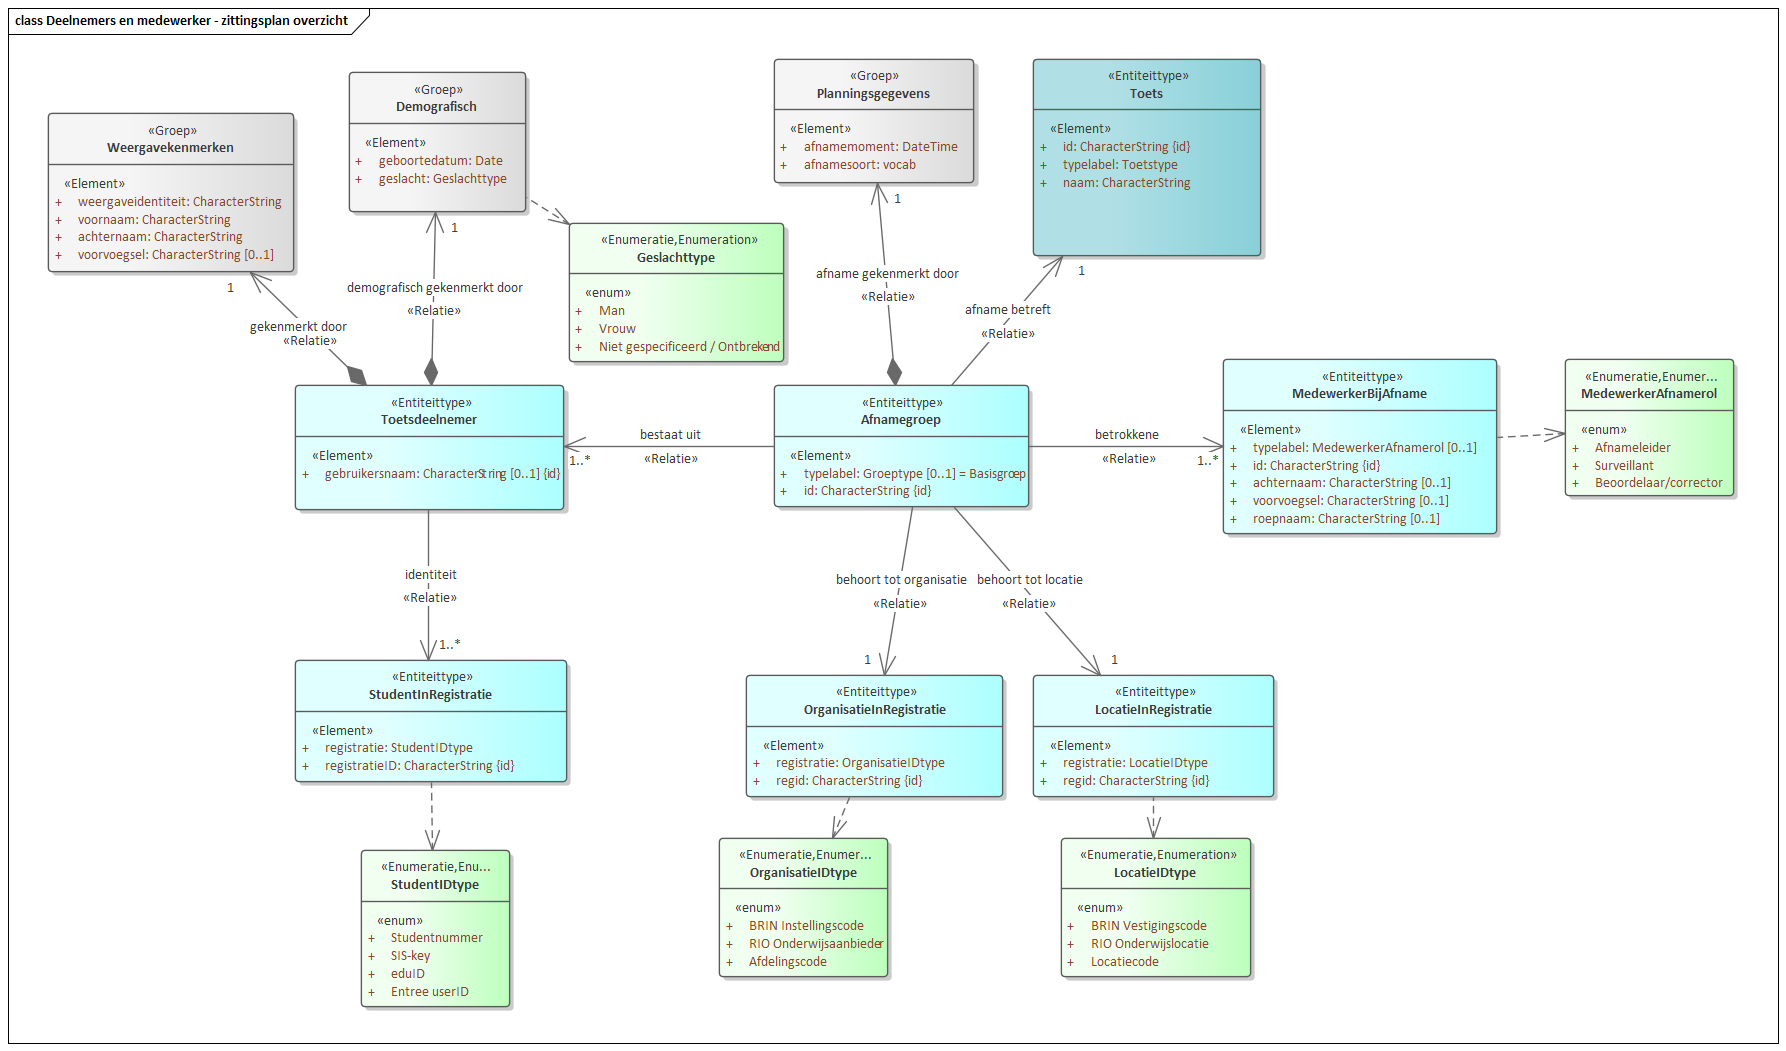 class Deelnemers en medewerker - zittingsplan overzicht
«Groep»
Weergavekenmerken
«Element»
+ weergaveidentiteit: CharacterString
+ voornaam: CharacterString
+ achternaam: CharacterString
+ voorvoegsel: CharacterString [0..1]
«Groep»
Demografisch
«Element»
+ geboortedatum: Date
+ geslacht: Geslachttype
«Enumeratie,Enumeration»
Geslachttype
«enum»
+ Man
+ Vrouw
+ Niet gespecificeerd / Ontbrekend
«Groep»
Planningsgegevens
«Element»
+ afnamemoment: DateTime
+ afnamesoort: vocab
«Entiteittype»
Toets
«Element»
+ id: CharacterString {id}
+ typelabel: Toetstype
+ naam: CharacterString
1
gekenmerkt door
«Relatie»
1
demografisch gekenmerkt door
«Relatie»
1
afname gekenmerkt door
«Relatie»
1
afname betreft
«Relatie»
«Entiteittype»
Toetsdeelnemer
«Element»
+ gebruikersnaam: CharacterString [0..1] {id}
bestaat uit
1..*
«Relatie»
«Entiteittype»
Afnamegroep
«Element»
+ typelabel: Groeptype [0..1] = Basisgroep
+ id: CharacterString {id}
betrokkene
«Relatie»
1..*
«Entiteittype»
MedewerkerBijAfname
«Element»
+ typelabel: MedewerkerAfnamerol [0..1]
+ id: CharacterString {id}
+ achternaam: CharacterString [0..1]
+ voorvoegsel: CharacterString [0..1]
+ roepnaam: CharacterString [0..1]
«Enumeratie,Enumer...
MedewerkerAfnamerol
«enum»
+ Afnameleider
+ Surveillant
+ Beoordelaar/corrector
identiteit
«Relatie»
1..*
behoort tot organisatie
«Relatie»
1
behoort tot locatie
«Relatie»
1
«Entiteittype»
StudentInRegistratie
«Element»
+ registratie: StudentIDtype
+ registratieID: CharacterString {id}
«Entiteittype»
OrganisatieInRegistratie
«Element»
+ registratie: OrganisatieIDtype
+ regid: CharacterString {id}
«Entiteittype»
LocatieInRegistratie
«Element»
+ registratie: LocatieIDtype
+ regid: CharacterString {id}
«Enumeratie,Enu...
StudentIDtype
«enum»
+ Studentnummer
+ SIS-key
+ eduID
+ Entree userID
«Enumeratie,Enumer...
OrganisatieIDtype
«enum»
+ BRIN Instellingscode
+ RIO Onderwijsaanbieder
+ Afdelingscode
«Enumeratie,Enumeration»
LocatieIDtype
«enum»
+ BRIN Vestigingscode
+ RIO Onderwijslocatie
+ Locatiecode